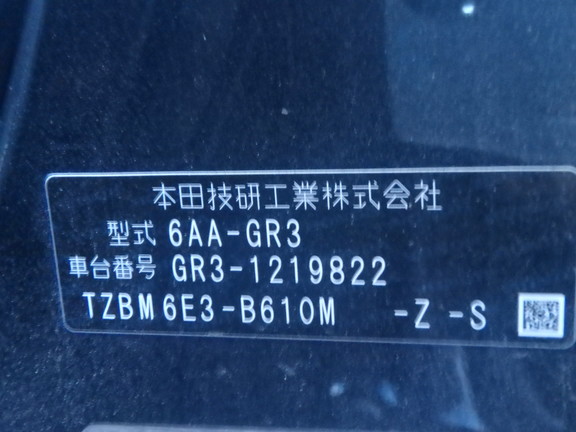 本田技研工業株式会社
型式 6AA-GR3
車台番号 GR3-1219822
TZBM6E3-B610M -Z -S